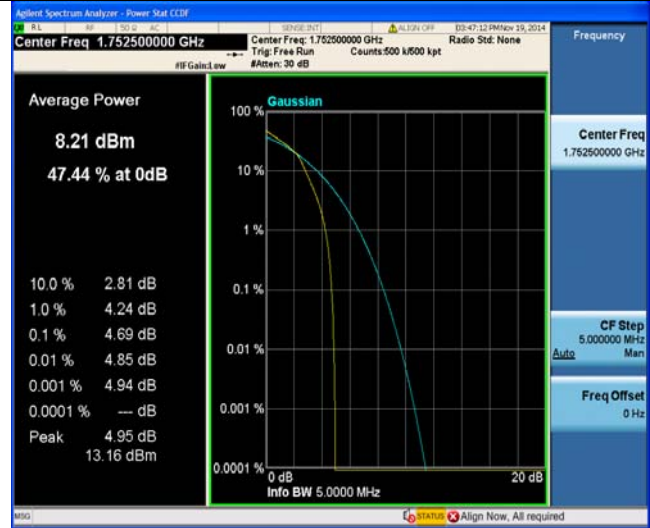 Agilent Spectrum Analyzer - Power Stat CCDF
RL RF 50 Ω AC SENSE:INT ALIGN OFF 03:47:12 PM Nov 19, 2014
Center Freq 1.752500000 GHz
Center Freq: 1.752500000 GHz Radio Std: None
Trig: Free Run Counts:500 k/500 kpt
#IFGain:Low #Atten: 30 dB
Frequency
Average Power
8.21 dBm
47.44 % at 0dB
10.0 % 2.81 dB
1.0 % 4.24 dB
0.1 % 4.69 dB
0.01 % 4.85 dB
0.001 % 4.94 dB
0.0001 % --- dB
Peak 4.95 dB
13.16 dBm
Gaussian
100 %
10 %
1 %
0.1 %
0.01 %
0.001 %
0.0001 %
0 dB 20 dB
Info BW 5.0000 MHz
Center Freq
1.752500000 GHz
CF Step
5.000000 MHz
Auto Man
Freq Offset
0 Hz
MSG STATUS Align Now, All required